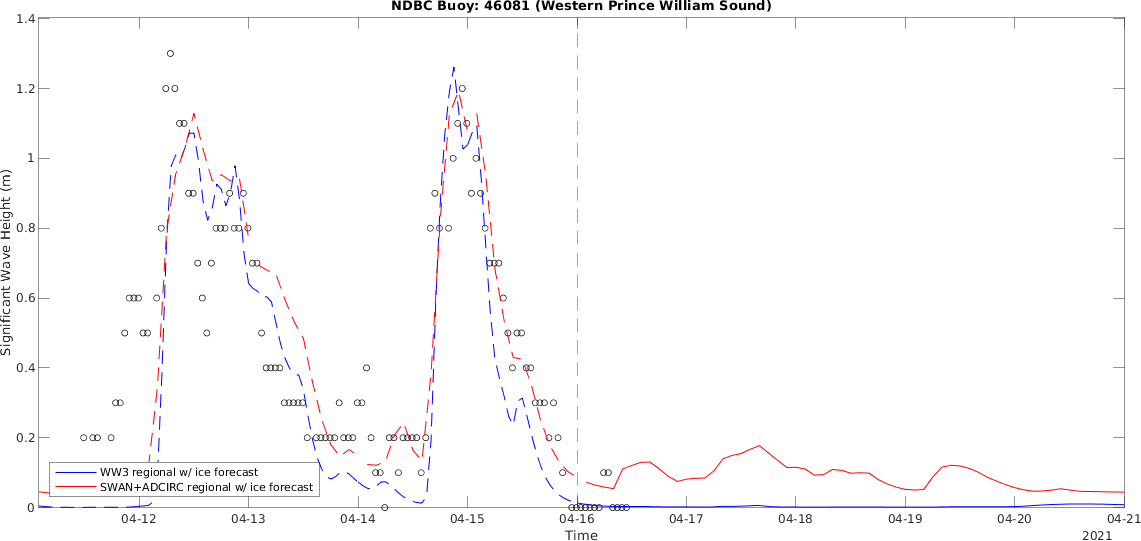 NDBC Buoy: 46081 (Western Prince William Sound)
1.4
1.2
1
0.8
0.6
0.4
0.2
0
Significant Wave Height (m)
WW3 regional w/ ice forecast
SWAN+ADCIRC regional w/ ice forecast
04-12 04-13 04-14 04-15 04-16 04-17 04-18 04-19 04-20 04-21
Time
2021